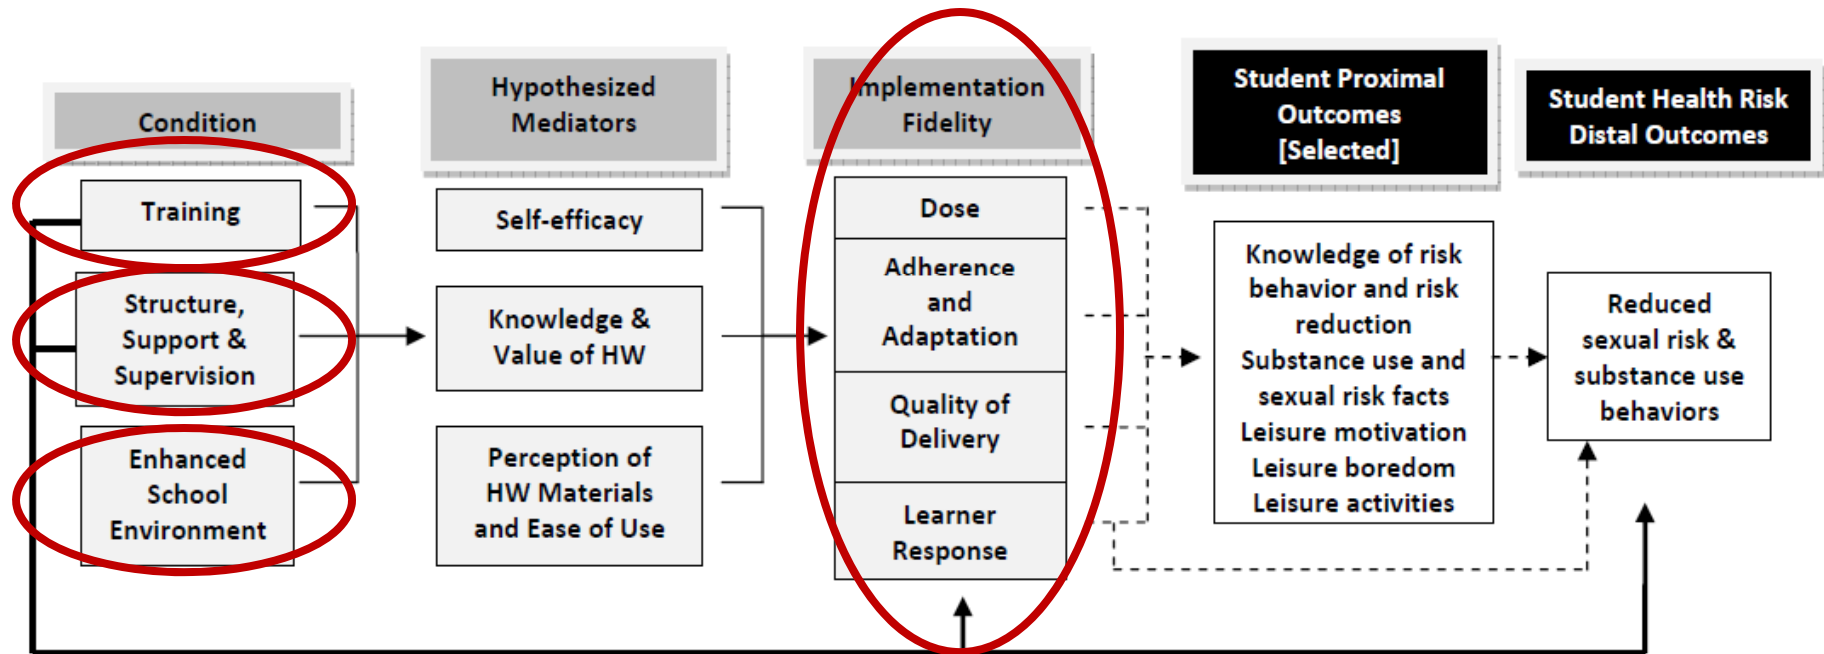 Condition
Training
Structure,
Support &
Supervision
Enhanced
School
Environment
Hypothesized
Mediators
Self-efficacy
Knowledge &
Value of HW
Perception of
HW Materials
and Ease of Use
Implementation
Fidelity
Dose
Adherence
and
Adaptation
Quality of
Delivery
Learner
Response
Student Proximal
Outcomes
[Selected]
Knowledge of risk
behavior and risk
reduction
Substance use and
sexual risk facts
Leisure motivation
Leisure boredom
Leisure activities
Student Health Risk
Distal Outcomes
Reduced
sexual risk &
substance use
behaviors